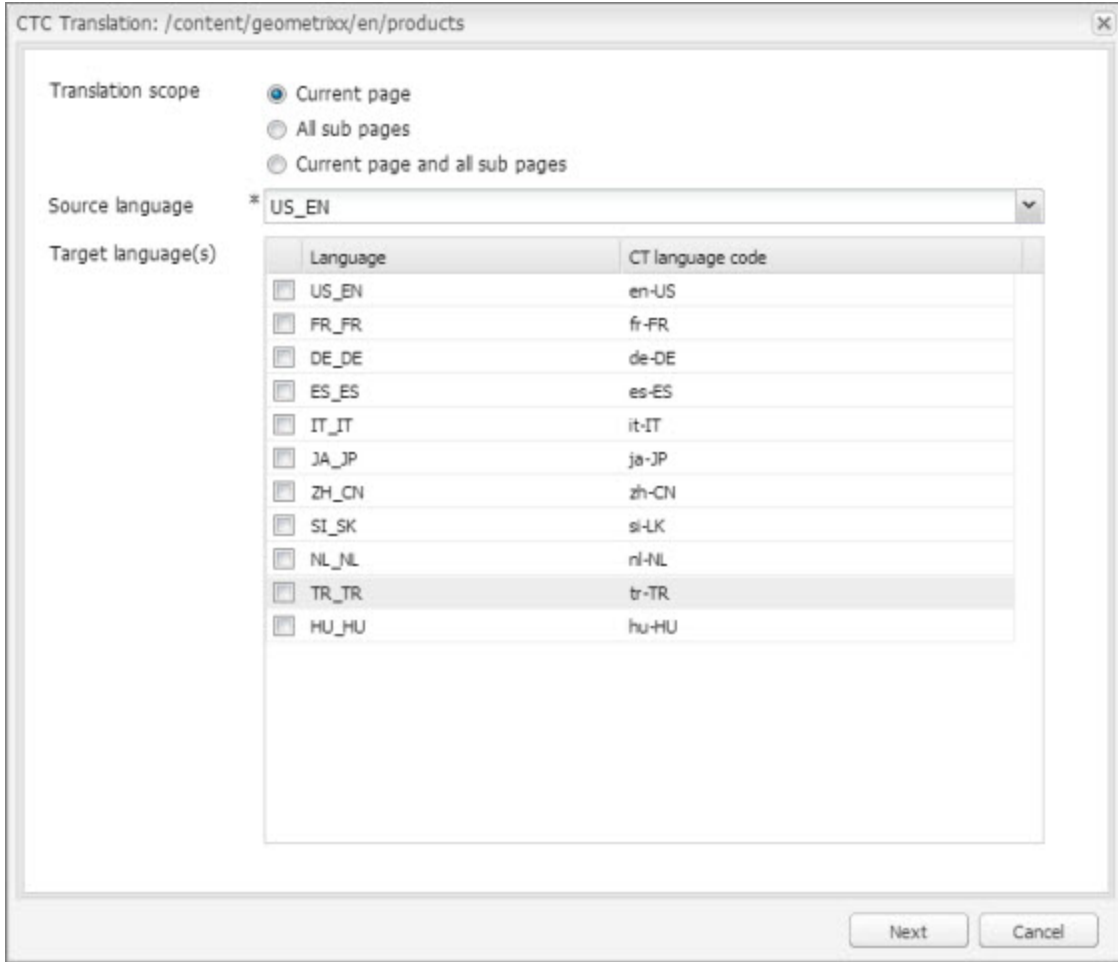 CTC Translation: /content/geometrixx/en/products
Translation scope
Current page
All sub pages
Current page and all sub pages
Source language * US_EN
Target language(s)
Language CT language code
US_EN en-US
FR_FR fr-FR
DE_DE de-DE
ES_ES es-ES
IT_IT it-IT
JA_JP ja-JP
ZH_CN zh-CN
SI_SK si-LK
NL_NL nl-NL
TR_TR tr-TR
HU_HU hu-HU
Next Cancel